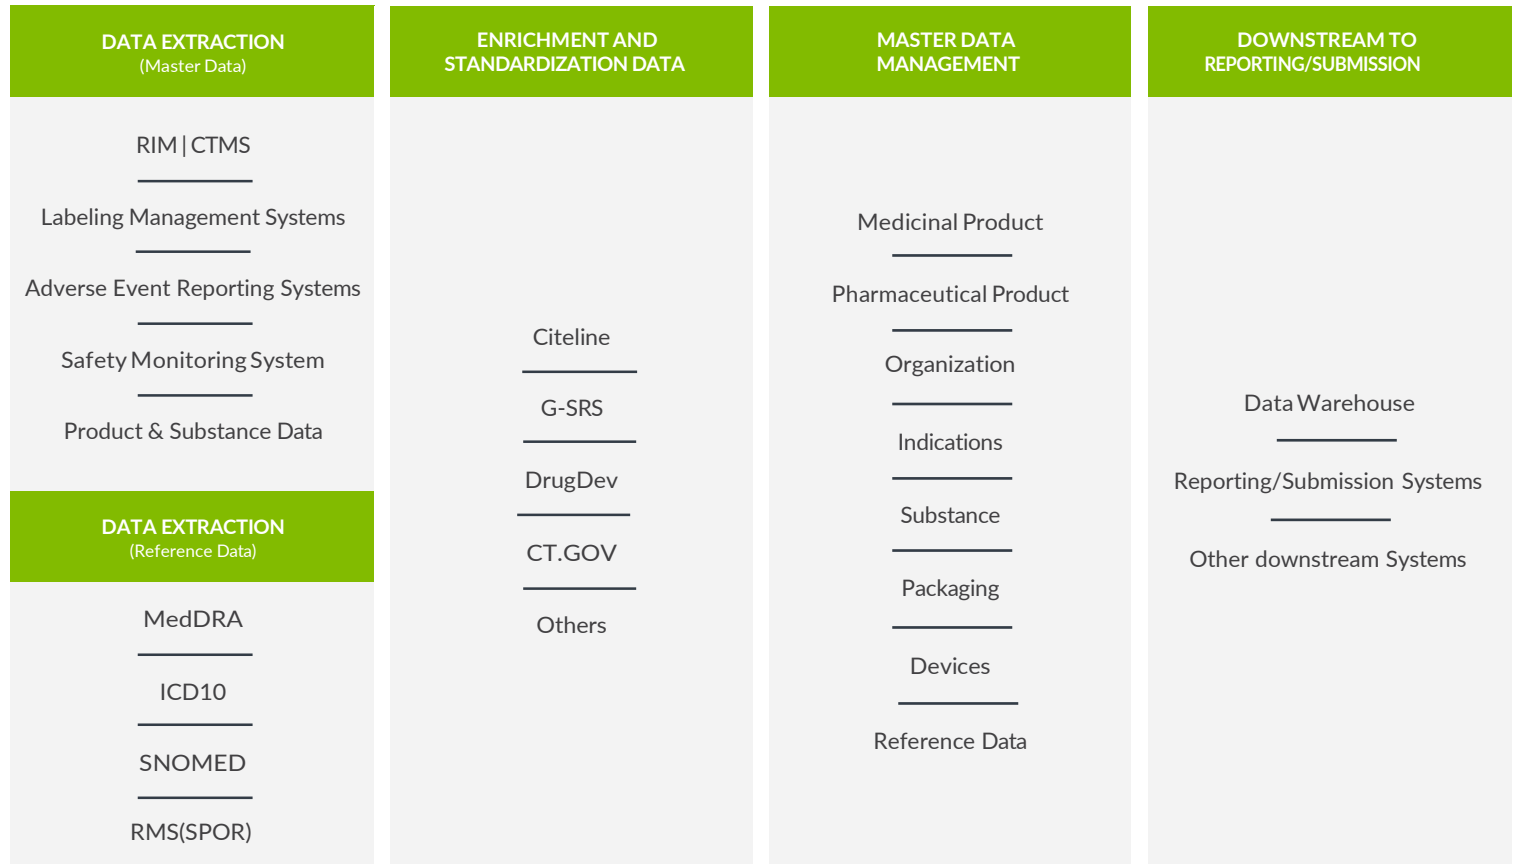 DATA EXTRACTION
(Master Data)
RIM | CTMS
Labeling Management Systems
Adverse Event Reporting Systems
Safety Monitoring System
Product & Substance Data
DATA EXTRACTION
(Reference Data)
MedDRA
ICD10
SNOMED
RMS(SPOR)
ENRICHMENT AND
STANDARDIZATION DATA
Citeline
G-SRS
DrugDev
CT.GOV
Others
MASTER DATA
MANAGEMENT
Medicinal Product
Pharmaceutical Product
Organization
Indications
Substance
Packaging
Devices
Reference Data
DOWNSTREAM TO
REPORTING/SUBMISSION
Data Warehouse
Reporting/Submission Systems
Other downstream Systems